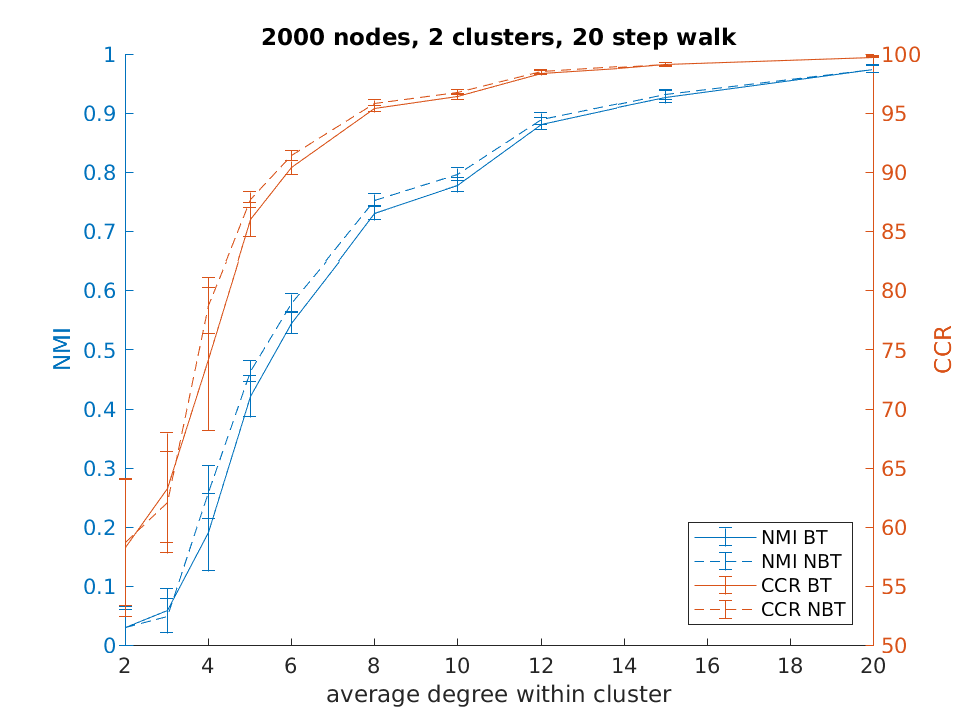 2000 nodes, 2 clusters, 20 step walk
1
0.9
0.8
0.7
0.6
0.5
0.4
0.3
0.2
0.1
0
NMI
100
95
90
85
80
75
70
65
60
55
50
CCR
NMI BT
NMI NBT
CCR BT
CCR NBT
2 4 6 8 10 12 14 16 18 20
average degree within cluster